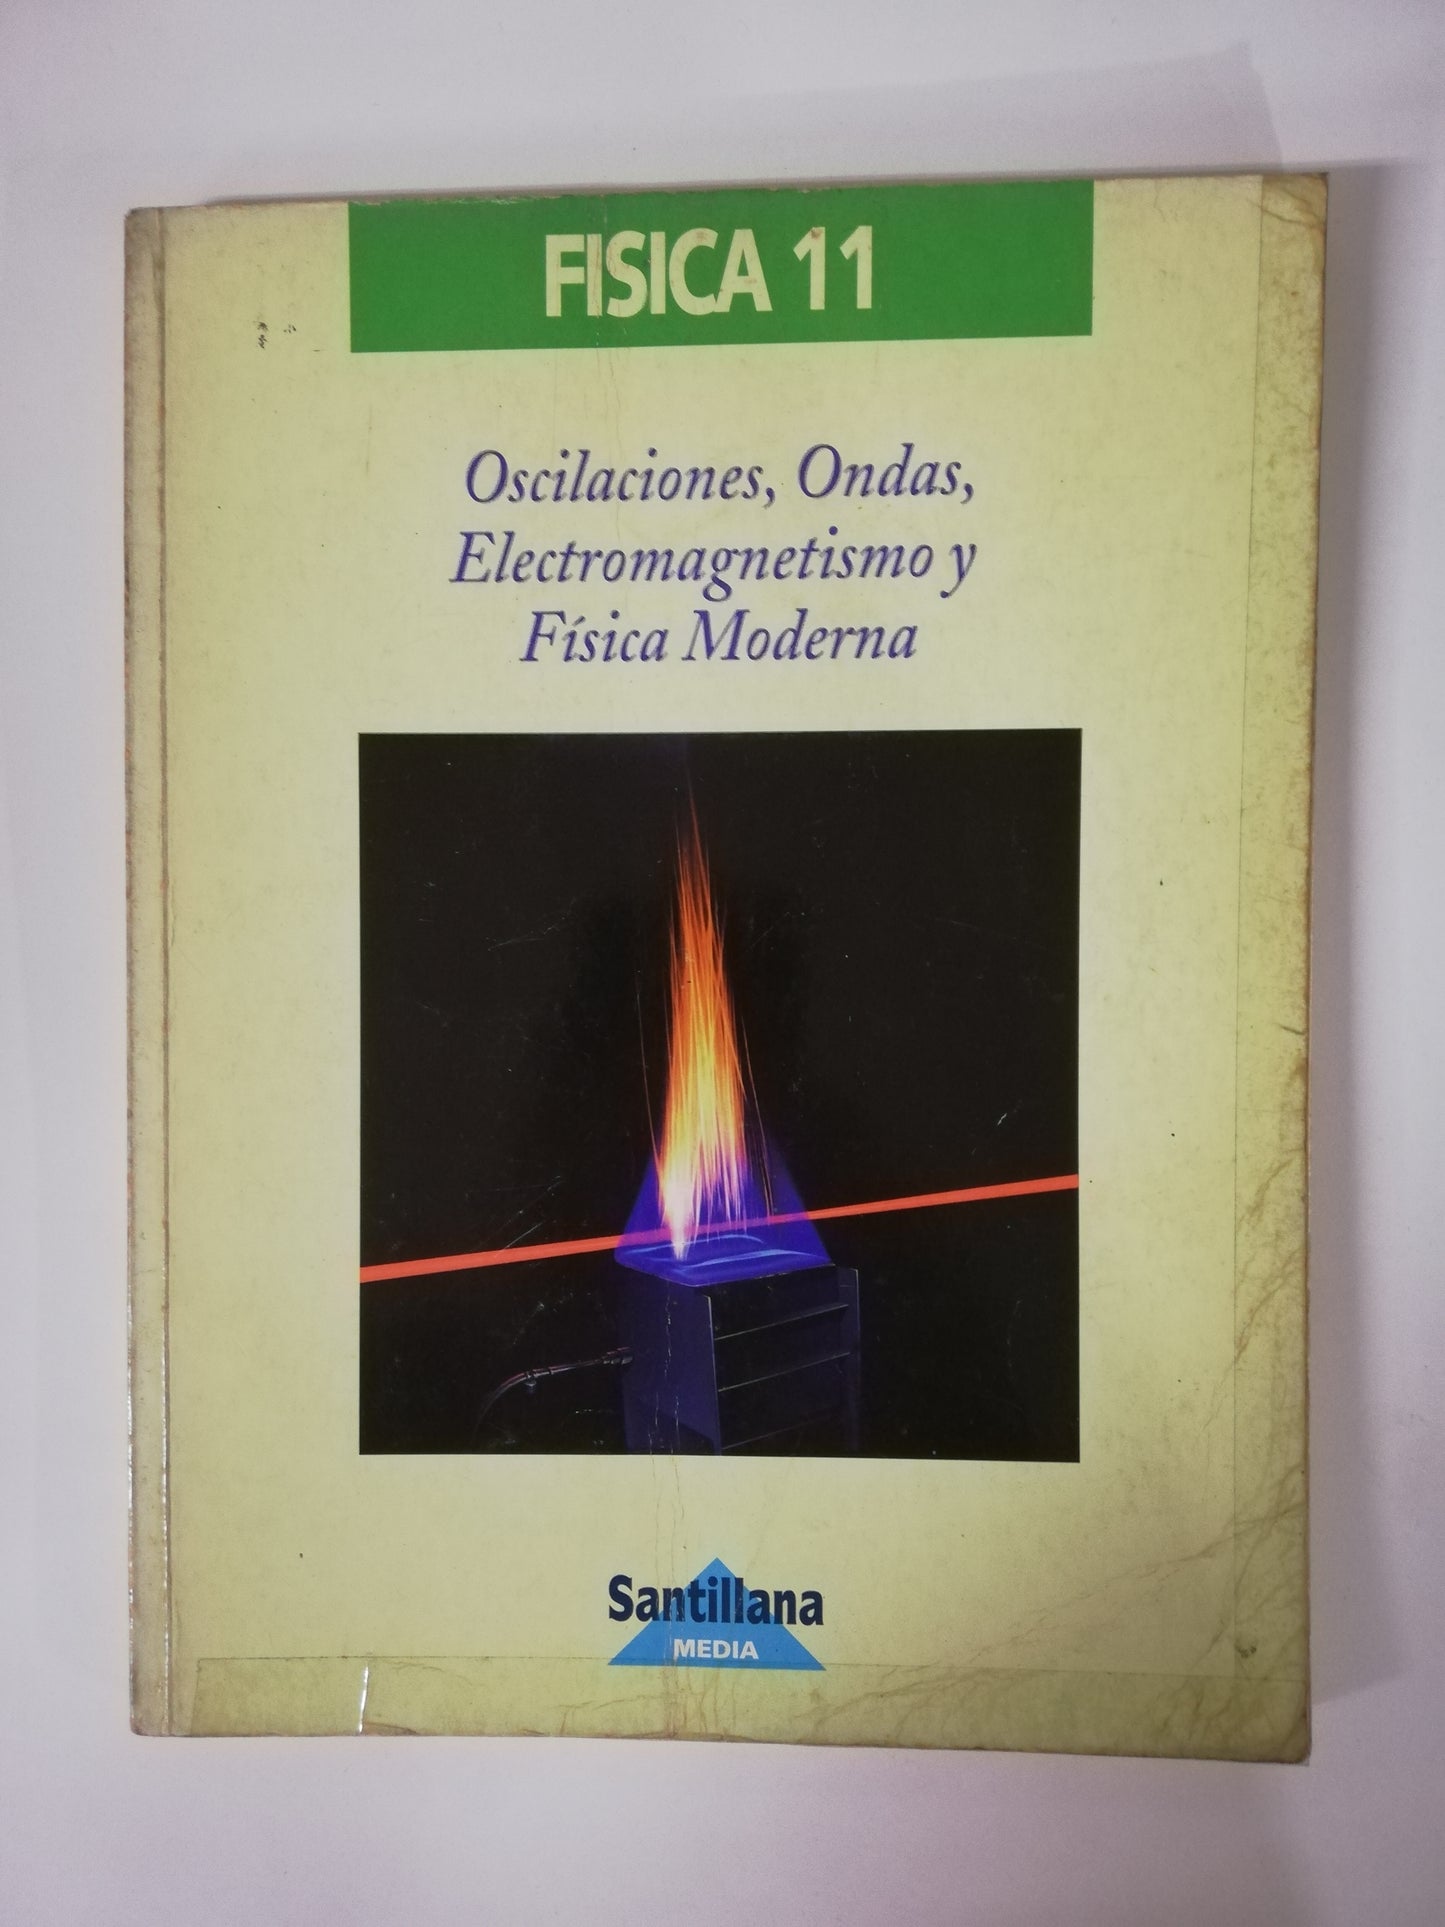 FISICA 11
Oscilaciones, Ondas,
Electromagnetismo y
Física Moderna
Santillana
MEDIA